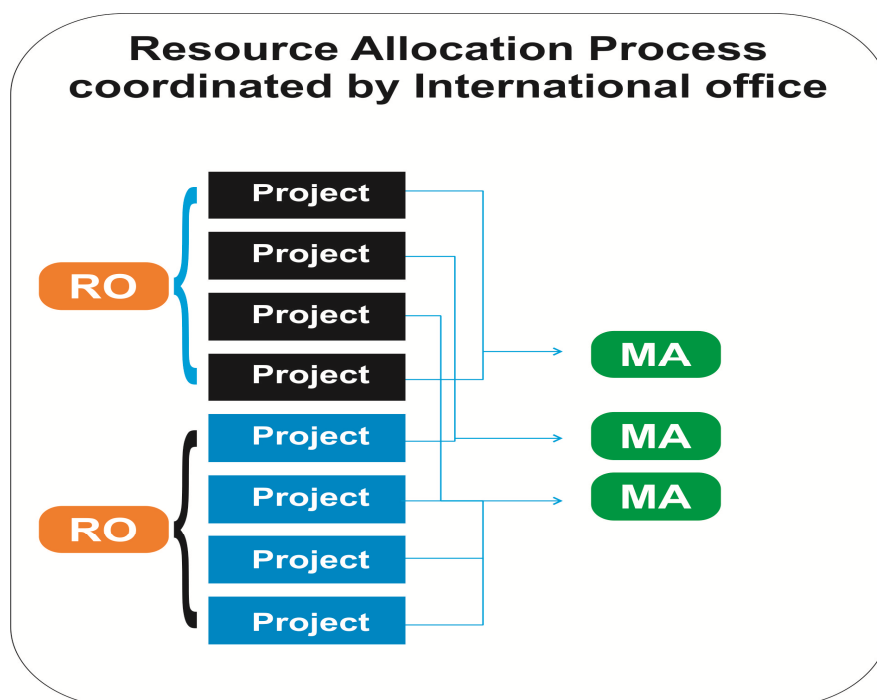 Resource Allocation Process
coordinated by International office
Project
Project
RO
Project
MA
Project
Project
MA
Project
MA
RO
Project
Project